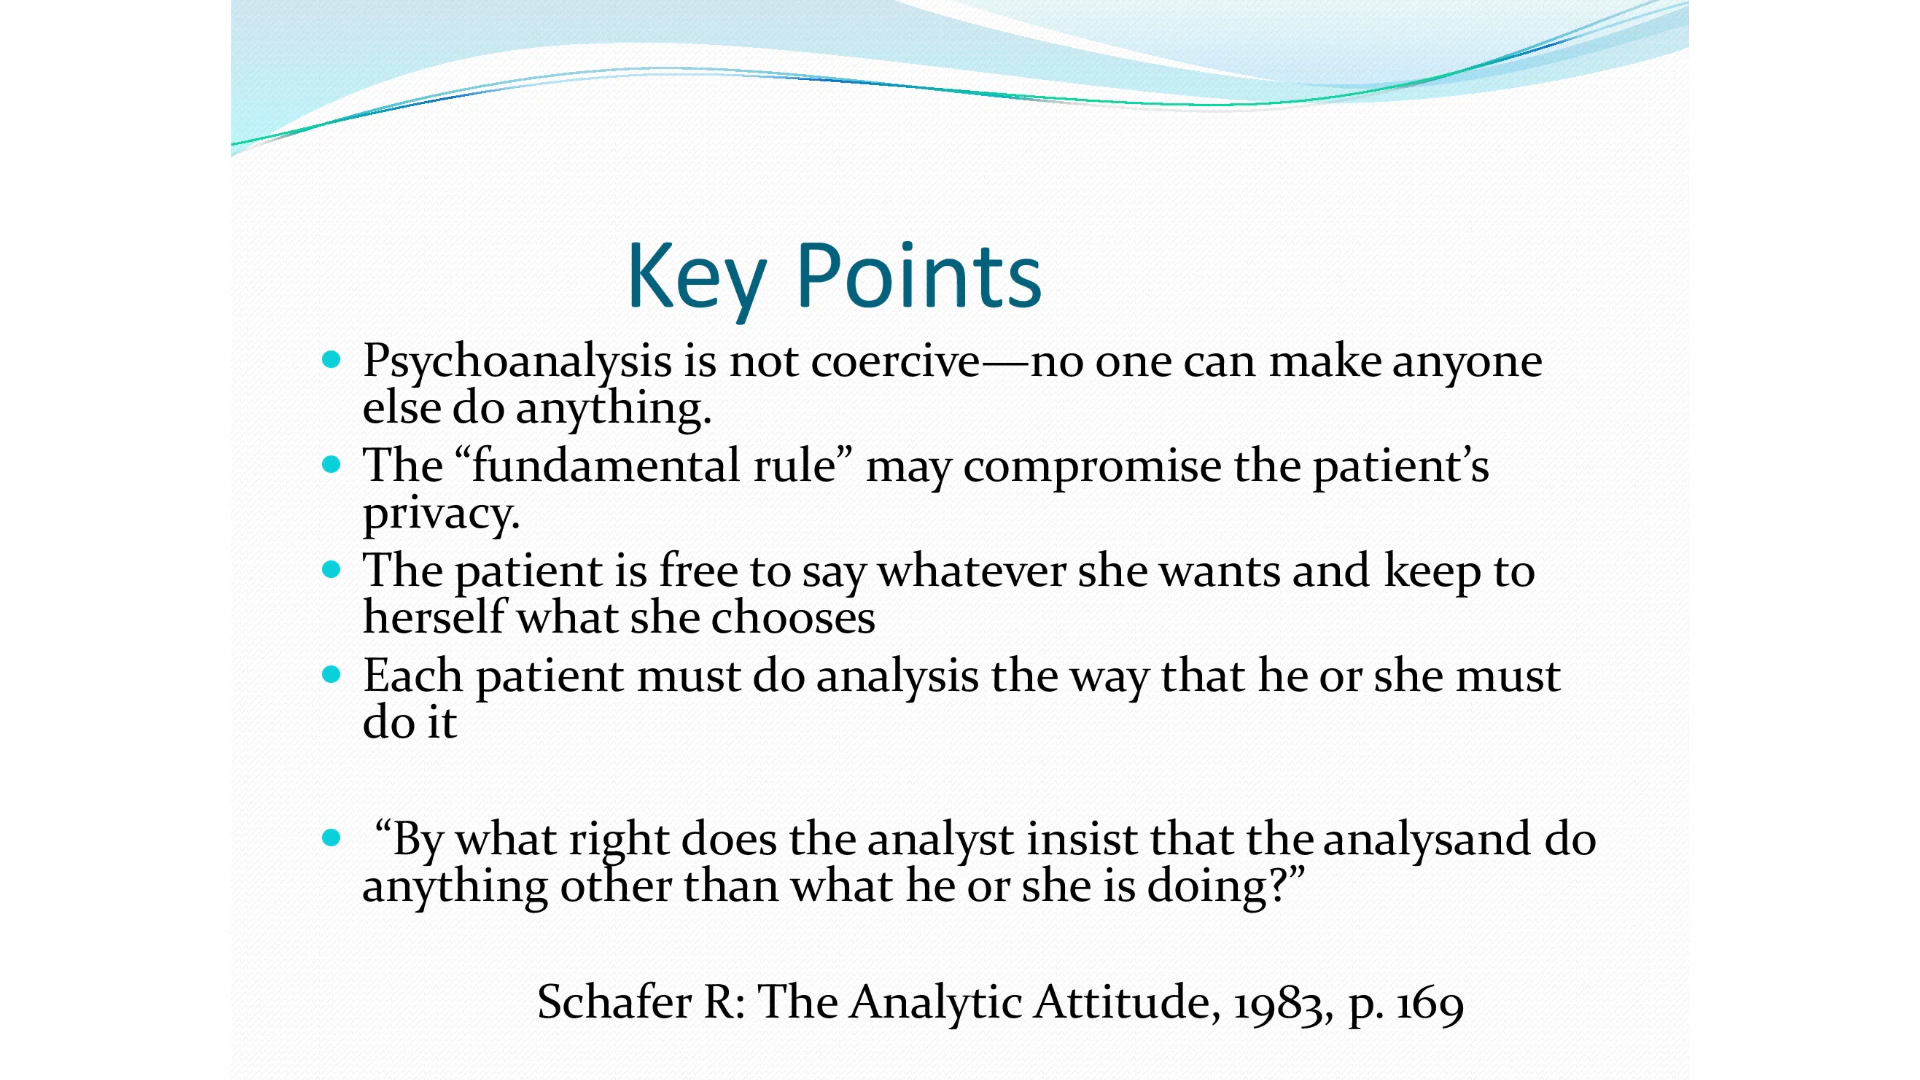 Key Points
Psychoanalysis is not coercive—no one can make anyone
else do anything.
The “fundamental rule” may compromise the patient’s
privacy.
The patient is free to say whatever she wants and keep to
herself what she chooses
Each patient must do analysis the way that he or she must
do it
“By what right does the analyst insist that the analysand do
anything other than what he or she is doing?”
Schafer R: The Analytic Attitude, 1983, p. 169